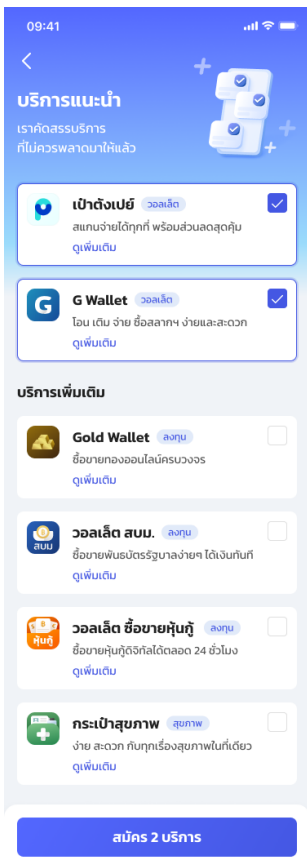 09:41
บริการแนะนำ
เราคัดสรรบริการ
ที่ไม่ควรพลาดมาให้แล้ว
เป๋าตังเปย์ วอลเล็ต
สแกนจ่ายได้ทุกที่ พร้อมส่วนลดสุดคุ้ม
ดูเพิ่มเติม
G
G Wallet วอลเล็ต
โอน เติม จ่าย ซื้อสลากฯ ง่ายและสะดวก
ดูเพิ่มเติม
บริการเพิ่มเติม
Gold Wallet ลงทุน
ซื้อขายทองออนไลน์ครบวงจร
ดูเพิ่มเติม
สบม
วอลเล็ต สบม. ลงทุน
ซื้อขายพันธบัตรรัฐบาลง่ายๆ ได้เงินทันที
ดูเพิ่มเติม
หุ้นกู้
วอลเล็ต ซื้อขายหุ้นกู้ ลงทุน
ซื้อขายหุ้นกู้ดิจิทัลได้ตลอด 24 ชั่วโมง
ดูเพิ่มเติม
กระเป๋าสุขภาพ สุขภาพ
ง่าย สะดวก กับทุกเรื่องสุขภาพในที่เดียว
ดูเพิ่มเติม
สมัคร 2 บริการ